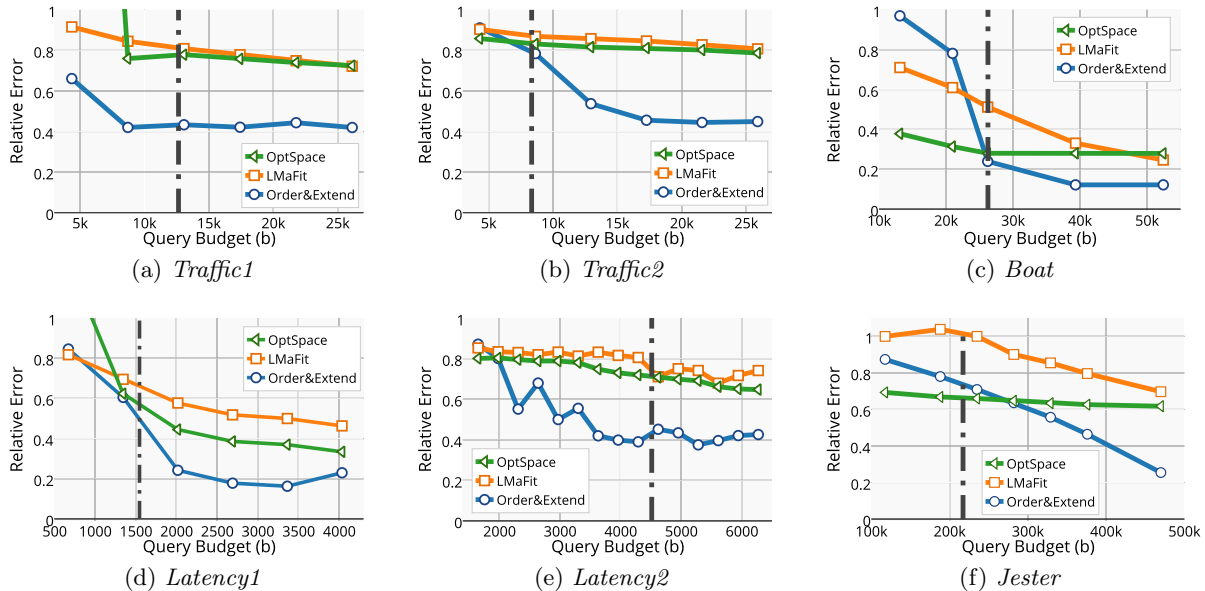 1
0.8
0.6
0.4
0.2
0
Relative Error
5k 10k 15k 20k 25k
Query Budget (b)
OptSpace
LMaFit
Order&Extend
(a) Traffic1
1
0.8
0.6
0.4
0.2
0
Relative Error
5k 10k 15k 20k 25k
Query Budget (b)
OptSpace
LMaFit
Order&Extend
(b) Traffic2
1
0.8
0.6
0.4
0.2
0
Relative Error
10k 20k 30k 40k 50k
Query Budget (b)
OptSpace
LMaFit
Order&Extend
(c) Boat
1
0.8
0.6
0.4
0.2
0
Relative Error
500 1000 1500 2000 2500 3000 3500 4000
Query Budget (b)
OptSpace
LMaFit
Order&Extend
(d) Latency1
1
0.8
0.6
0.4
0.2
0
Relative Error
2000 3000 4000 5000 6000
Query Budget (b)
OptSpace
LMaFit
Order&Extend
(e) Latency2
1
0.8
0.6
0.4
0.2
0
Relative Error
100k 200k 300k 400k 500k
Query Budget (b)
OptSpace
LMaFit
Order&Extend
(f) Jester